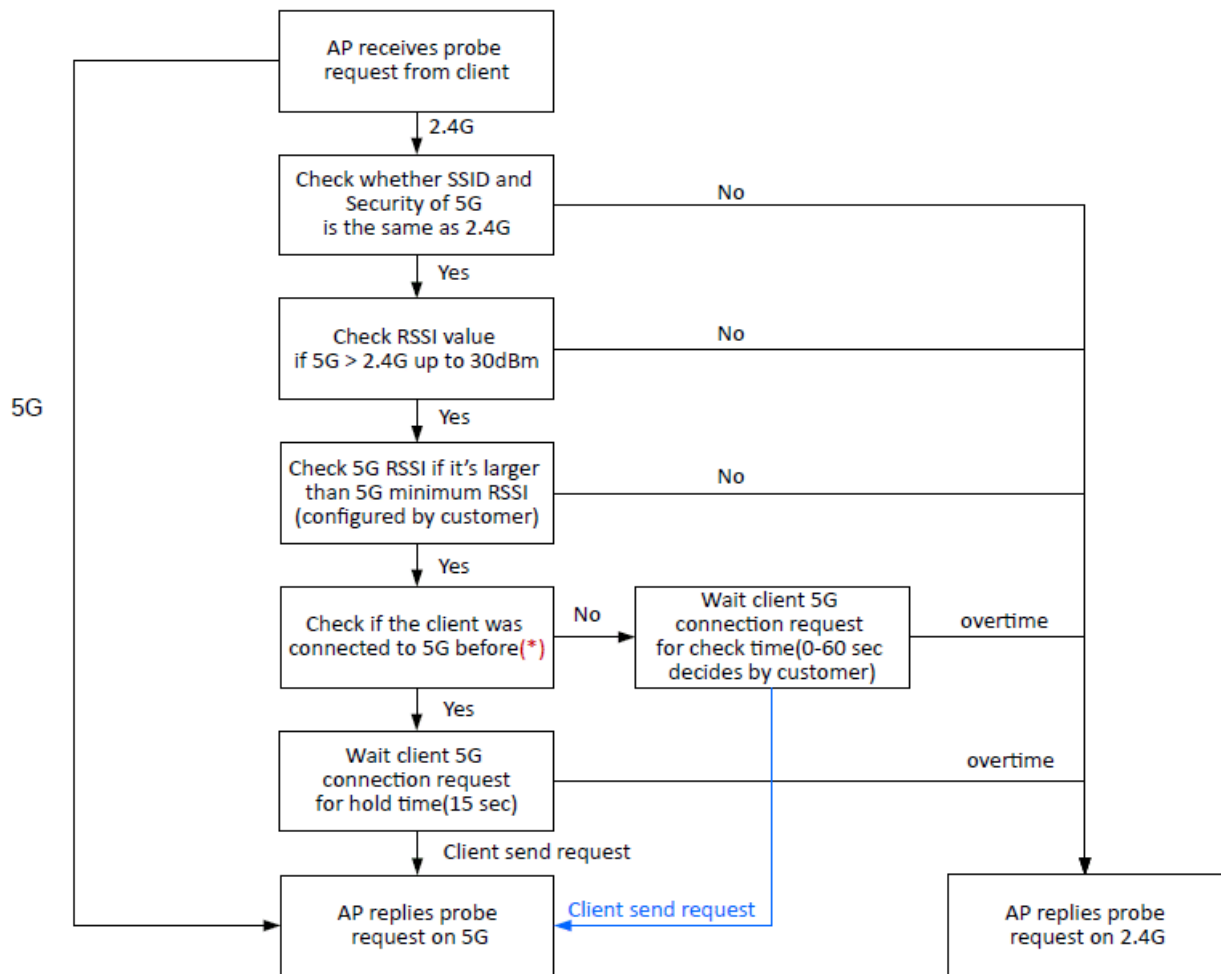 AP receives probe
request from client
2.4G
Check whether SSID and
Security of 5G
is the same as 2.4G
No
Yes
Check RSSI value
if 5G > 2.4G up to 30dBm
No
5G
Yes
Check 5G RSSI if it's larger
than 5G minimum RSSI
(configured by customer)
No
Yes
Check if the client was
connected to 5G before(*)
No
Wait client 5G
connection request
for check time(0-60 sec
decides by customer)
overtime
Yes
Wait client 5G
connection request
for hold time(15 sec)
overtime
Client send request
AP replies probe
request on 5G
Client send request
AP replies probe
request on 2.4G